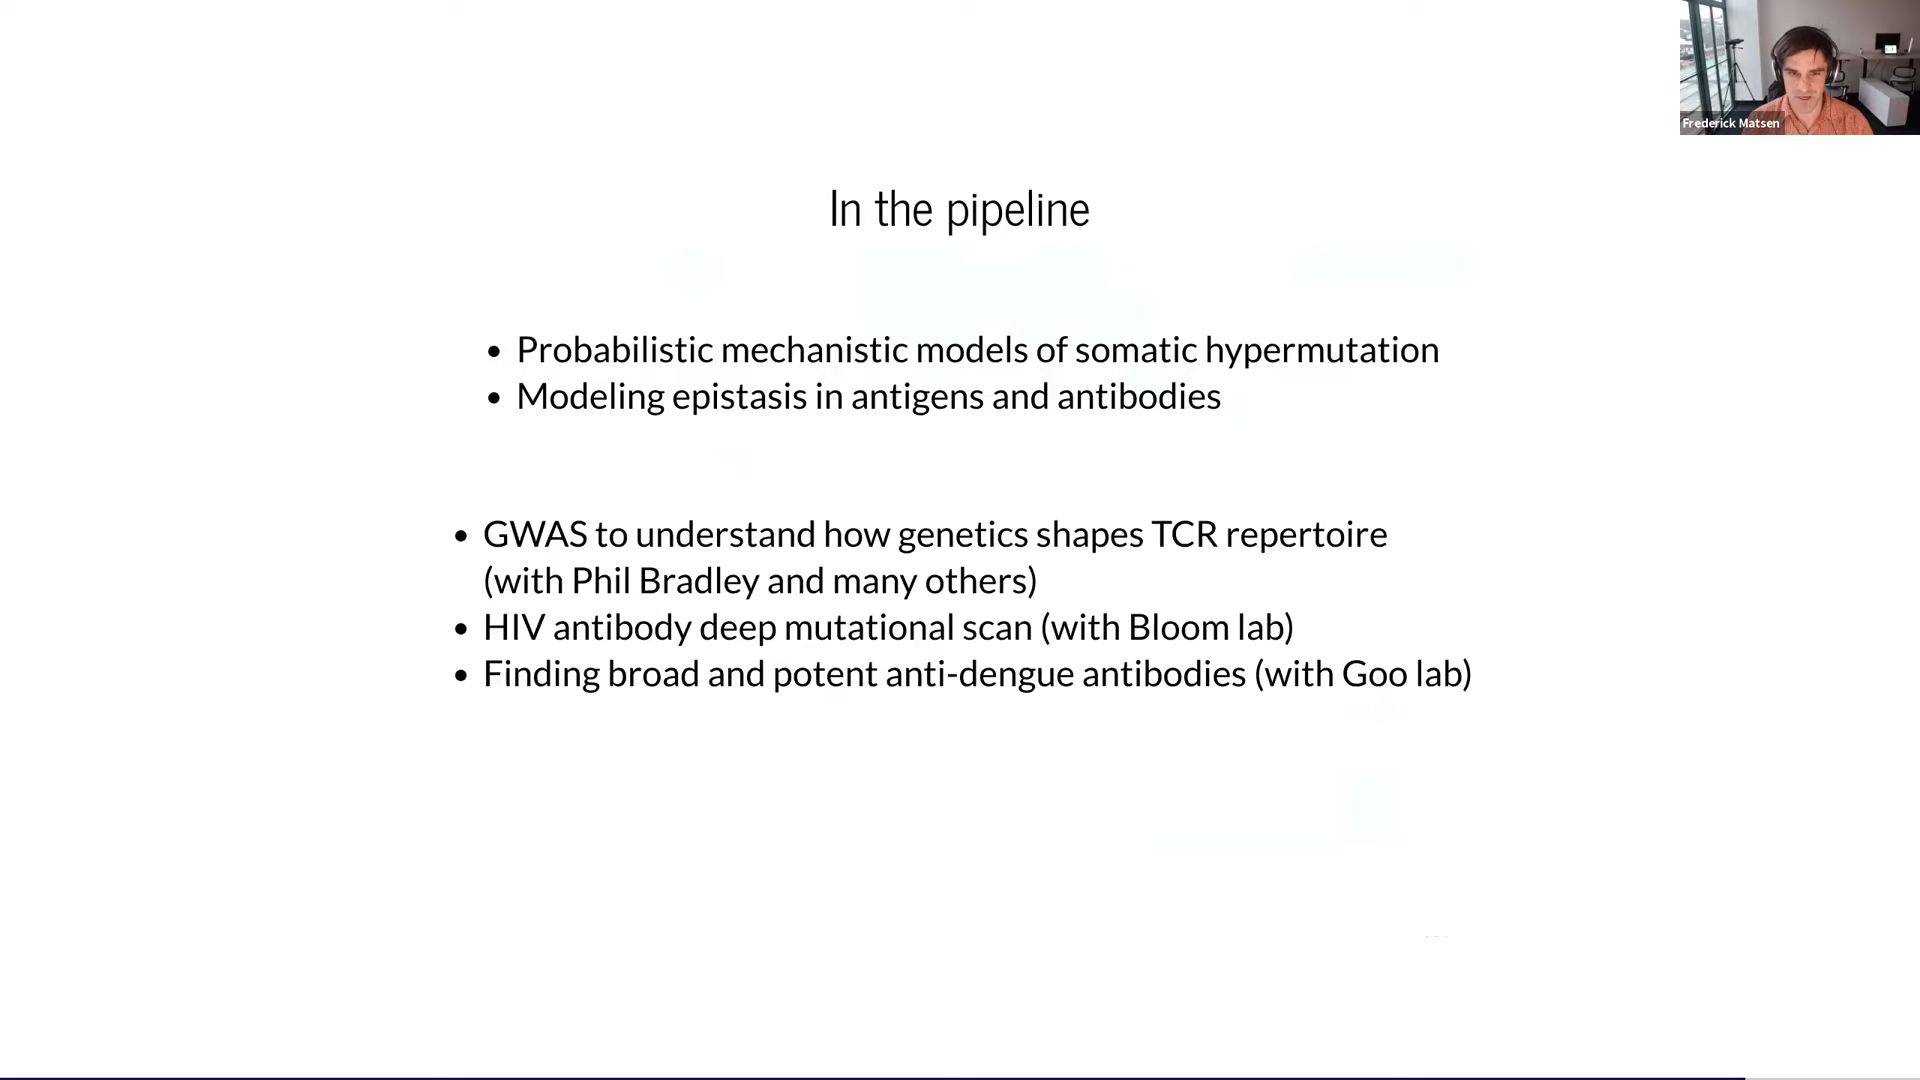 Frederick Matsen
In the pipeline
• Probabilistic mechanistic models of somatic hypermutation
• Modeling epistasis in antigens and antibodies
• GWAS to understand how genetics shapes TCR repertoire
(with Phil Bradley and many others)
• HIV antibody deep mutational scan (with Bloom lab)
• Finding broad and potent anti-dengue antibodies (with Goo lab)